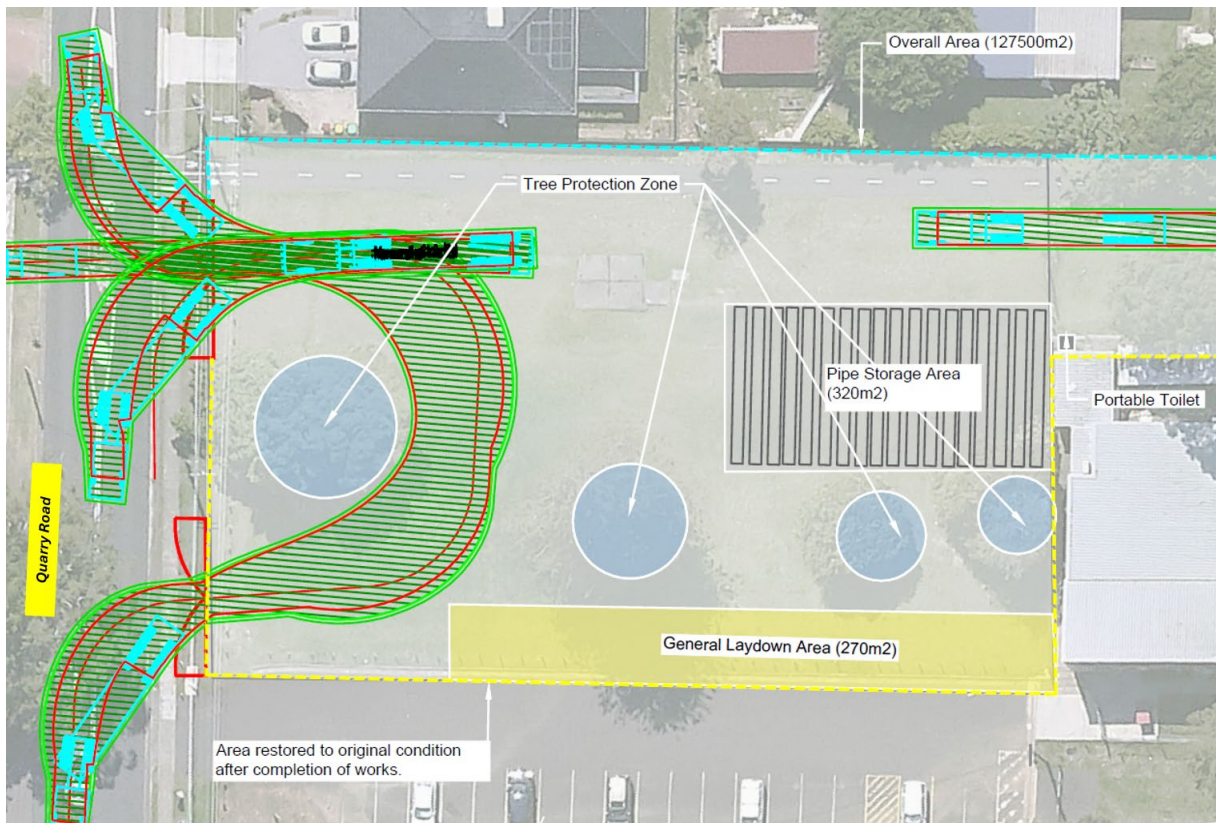 Overall Area (127500m2)
Tree Protection Zone
Pipe Storage Area
(320m2)
Portable Toilet
Quarry Road
General Laydown Area (270m2)
Area restored to original condition
after completion of works.